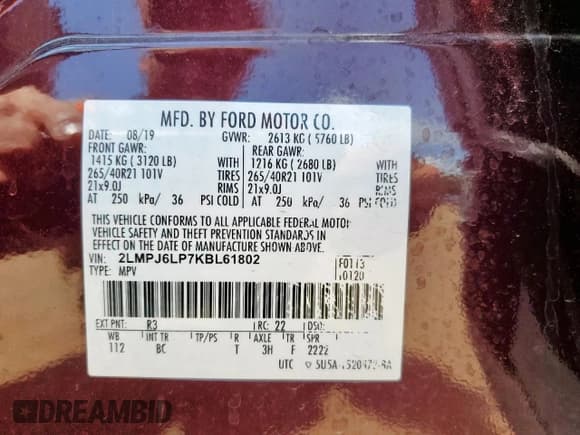 MFD. BY FORD MOTOR CO.
DATE: 08/19 GVWR: 2613 KG ( 5760 LB)
FRONT GAWR: REAR GAWR:
1415 KG ( 3120 LB) WITH 1216 KG ( 2680 LB) WITH
265/40R21 101V TIRES 265/40R21 101V TIRES
21x9.0J RIMS 21x9.0J RIMS
AT 250 kPa/ 36 PSI COLD AT 250 kPa/ 36 PSI COLD
THIS VEHICLE CONFORMS TO ALL APPLICABLE FEDERAL MOTOR
VEHICLE SAFETY AND THEFT PREVENTION STANDARDS IN
EFFECT ON THE DATE OF MANUFACTURE SHOWN ABOVE.
VIN: 2LMPJ6LP7KBL61802
TYPE: MPV
F0113
T0120
EXT PNT: R3 RC: 22 DSO:
WB INT TR TP/PS R AXLE TR SPR
112 BC T 3H F 2222
UTC
DREAMBID